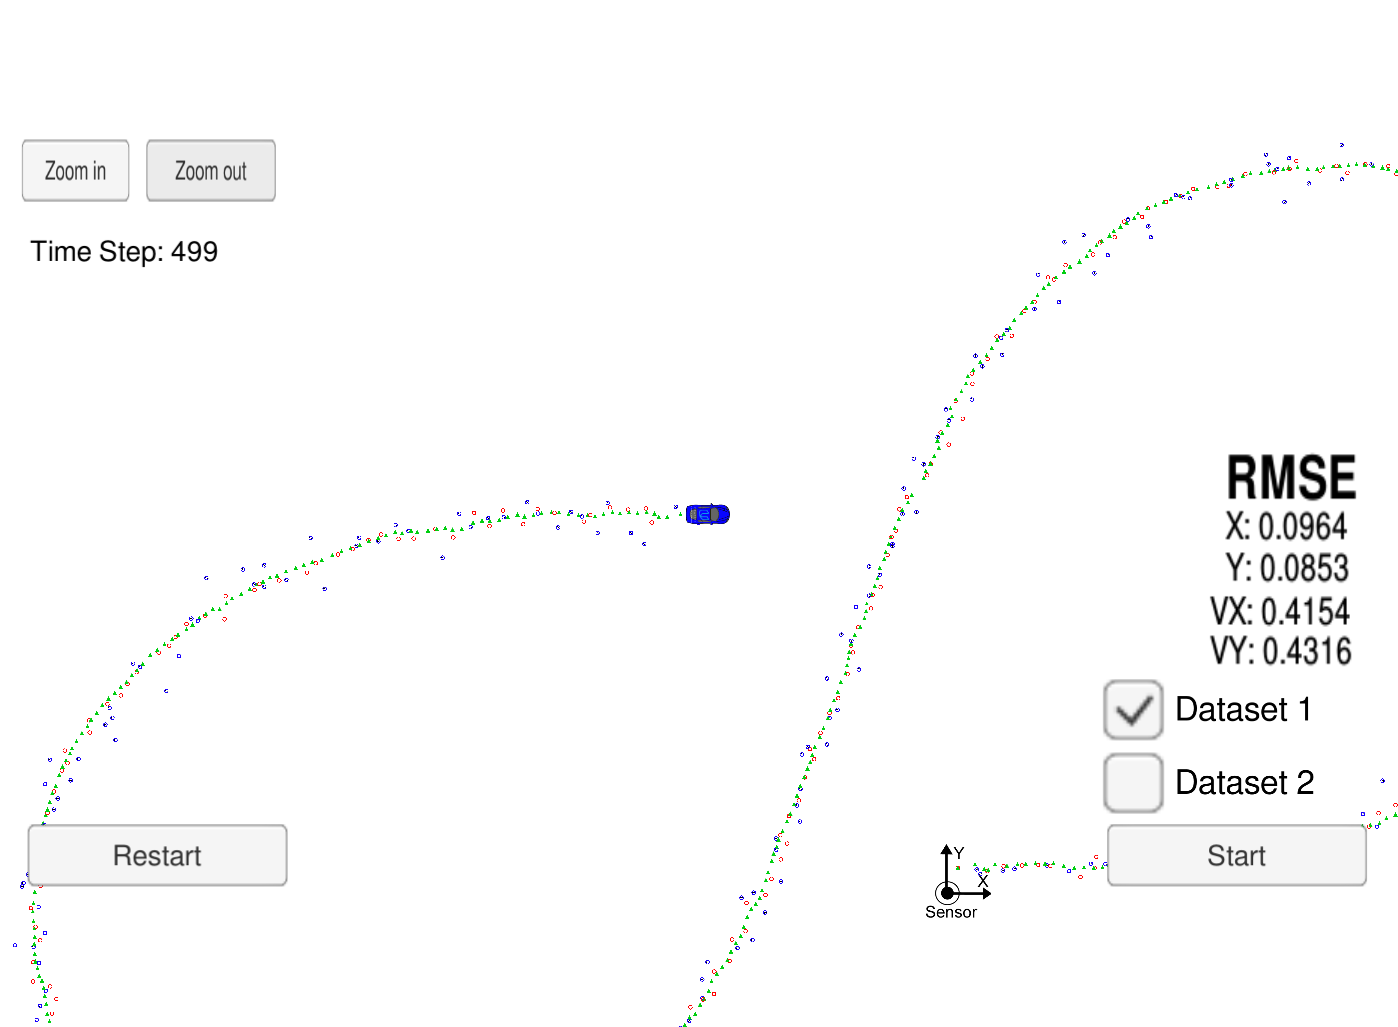 Zoom in
Zoom out
Time Step: 499
RMSE
X: 0.0964
Y: 0.0853
VX: 0.4154
VY: 0.4316
Dataset 1
Dataset 2
Restart
Start
Y
X
Sensor